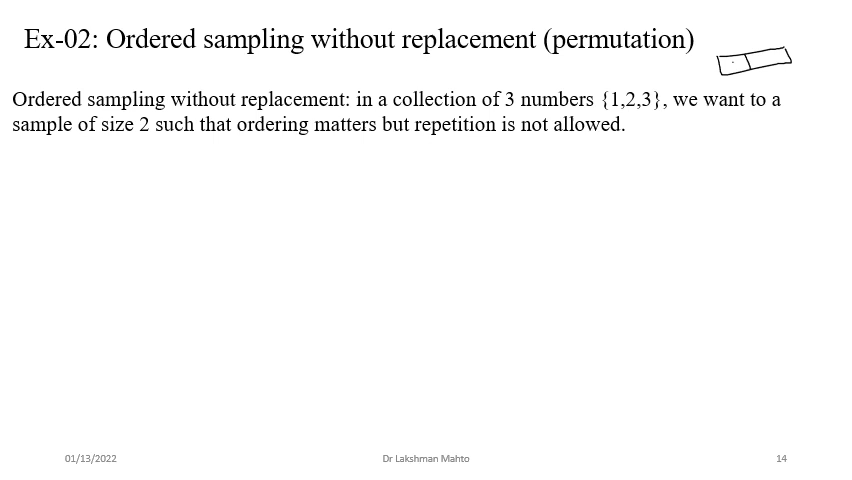 Ex-02: Ordered sampling without replacement (permutation)
Ordered sampling without replacement: in a collection of 3 numbers {1,2,3}, we want to a
sample of size 2 such that ordering matters but repetition is not allowed.
01/13/2022
Dr Lakshman Mahto
14